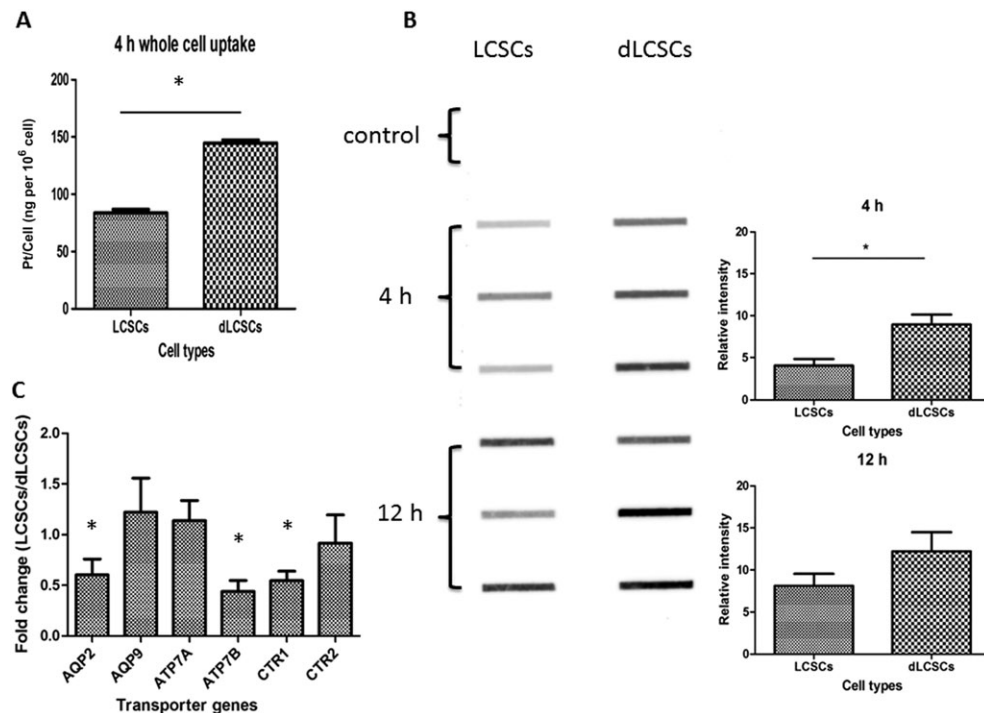 A
4 h whole cell uptake
*
200
150
100
50
0
Pt/Cell (ng per 10⁶ cell)
LCSCs dLCSCs
Cell types
B
LCSCs dLCSCs
control
4 h
12 h
4 h
*
20
15
10
5
0
Relative intensity
LCSCs dLCSCs
Cell types
12 h
20
15
10
5
0
Relative intensity
LCSCs dLCSCs
Cell types
C
2.0
1.5
1.0
0.5
0.0
Fold change (LCSCs/dLCSCs)
* * *
AQP2 AQP9 ATP7A ATP7B CTR1 CTR2
Transporter genes